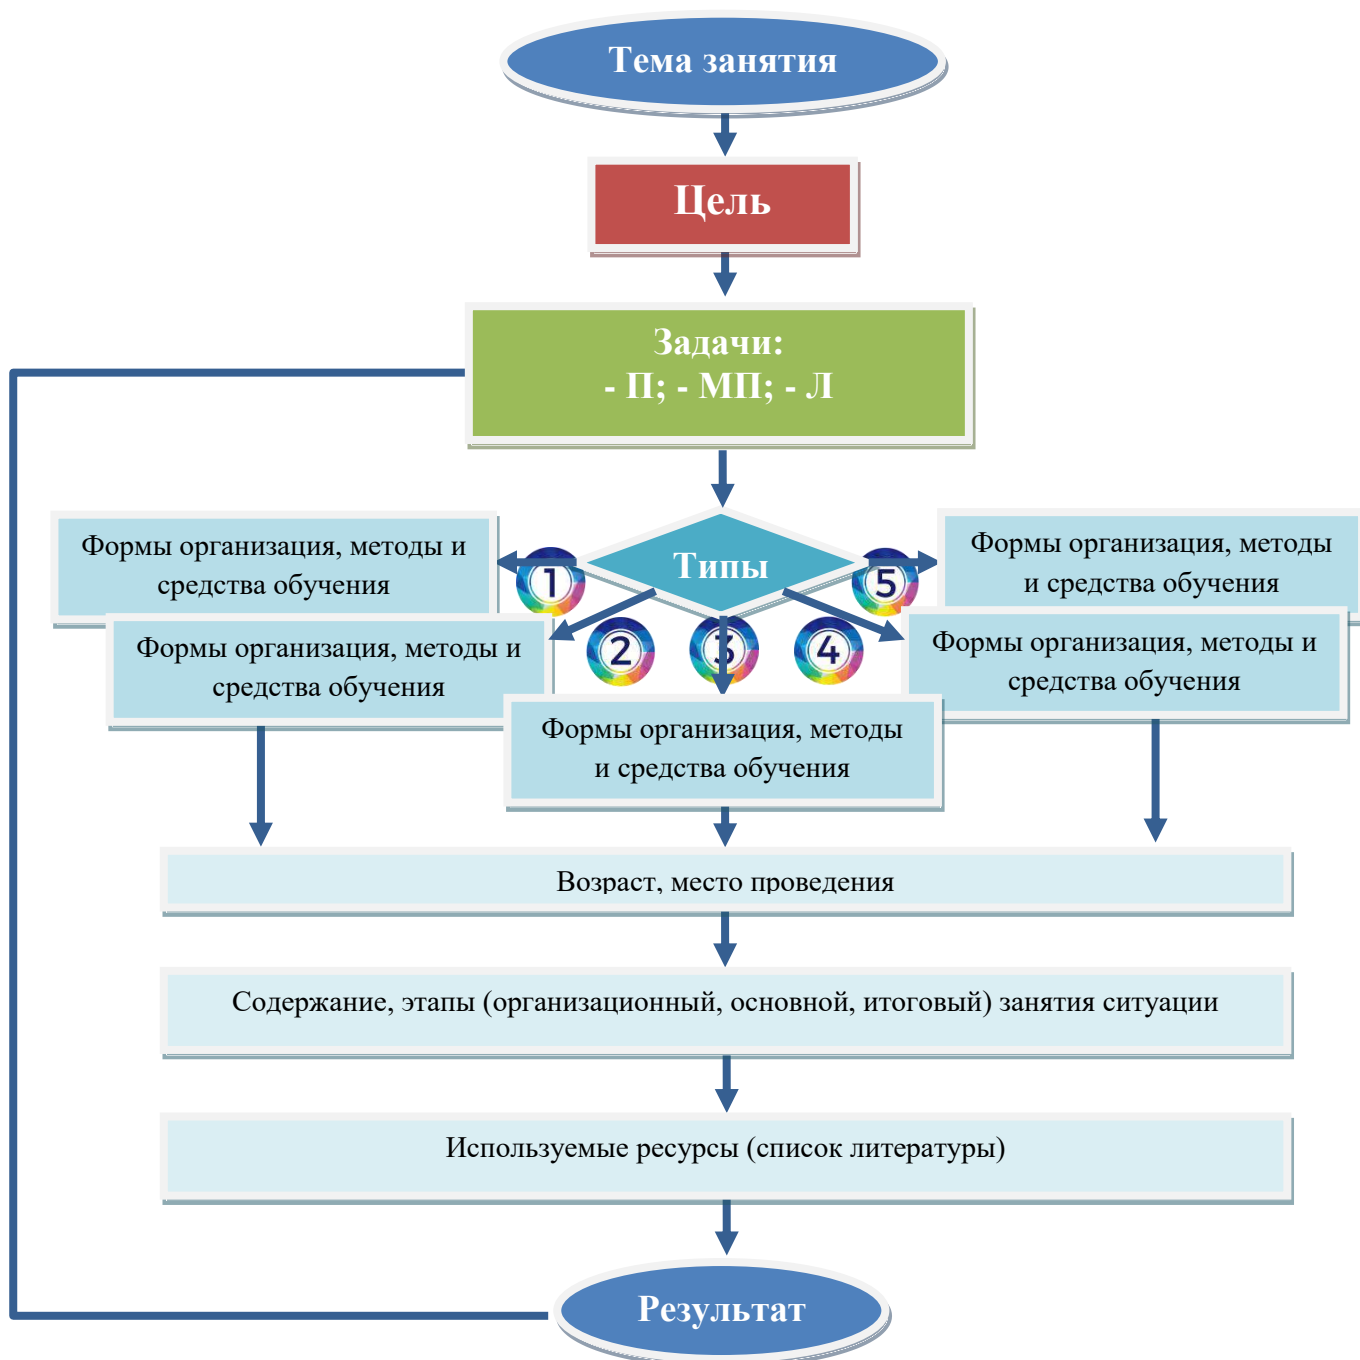 Тема занятия
Цель
Задачи:
- П; - МП; - Л
Типы
Формы организация, методы и
средства обучения
1
Формы организация, методы и
средства обучения
2
Формы организация, методы
и средства обучения
3
Формы организация, методы и
средства обучения
4
Формы организация, методы
и средства обучения
5
Возраст, место проведения
Содержание, этапы (организационный, основной, итоговый) занятия ситуации
Используемые ресурсы (список литературы)
Результат